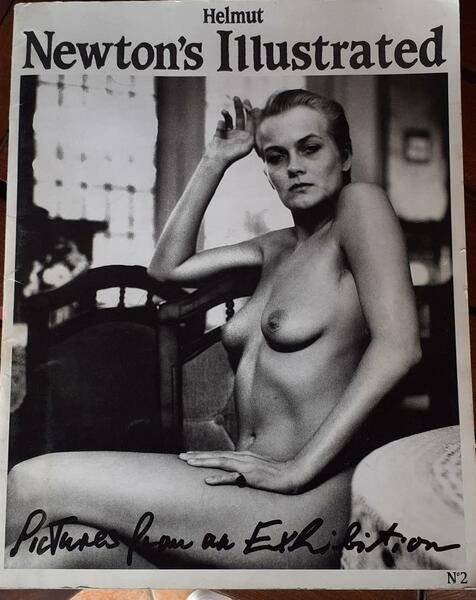 Helmut
Newton's Illustrated
Pictures from an Exhibition
N°2